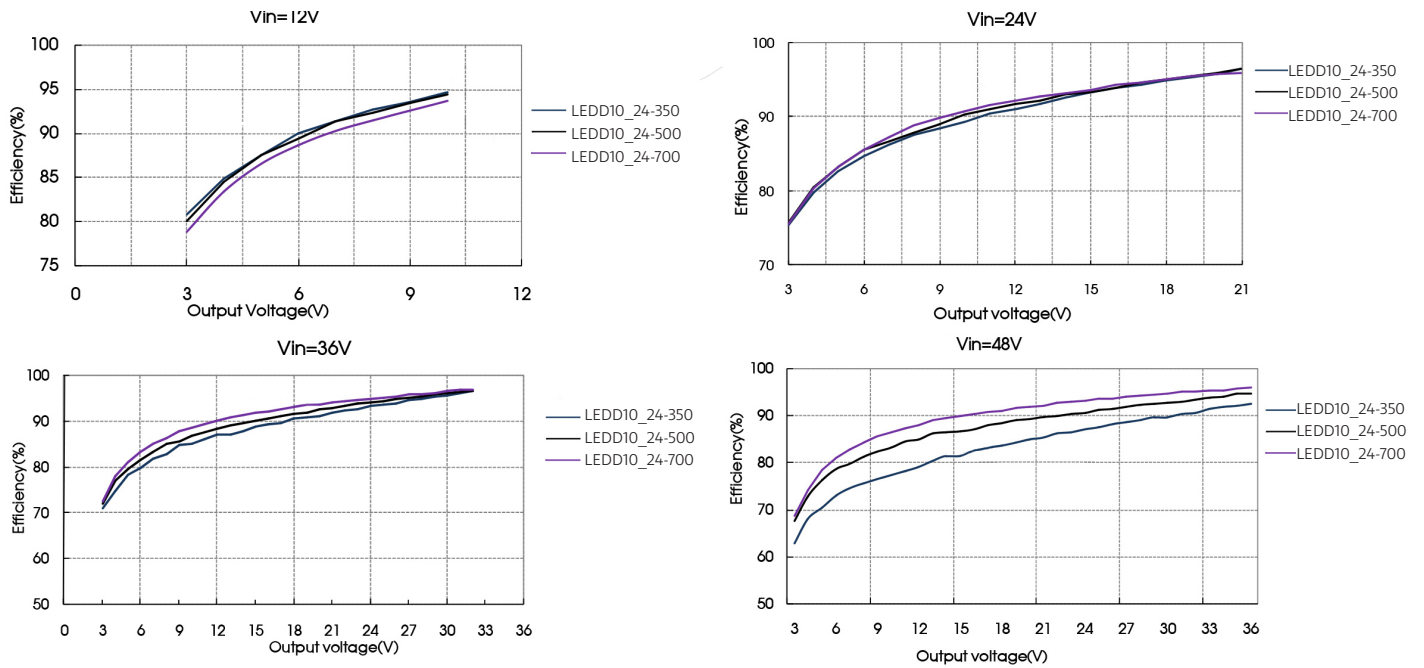 Vin=12V
100
95
90
85
80
75
Efficiency(%)
0 3 6 9 12
Output Voltage(V)
LEDD10_24-350
LEDD10_24-500
LEDD10_24-700
Vin=24V
100
90
80
70
Efficiency(%)
3 6 9 12 15 18 21
Output voltage(V)
LEDD10_24-350
LEDD10_24-500
LEDD10_24-700
Vin=36V
100
90
80
70
60
50
Efficiency(%)
0 3 6 9 12 15 18 21 24 27 30 33 36
Output voltage(V)
LEDD10_24-350
LEDD10_24-500
LEDD10_24-700
Vin=48V
100
90
80
70
60
50
Efficiency(%)
3 6 9 12 15 18 21 24 27 30 33 36
Output voltage(V)
LEDD10_24-350
LEDD10_24-500
LEDD10_24-700